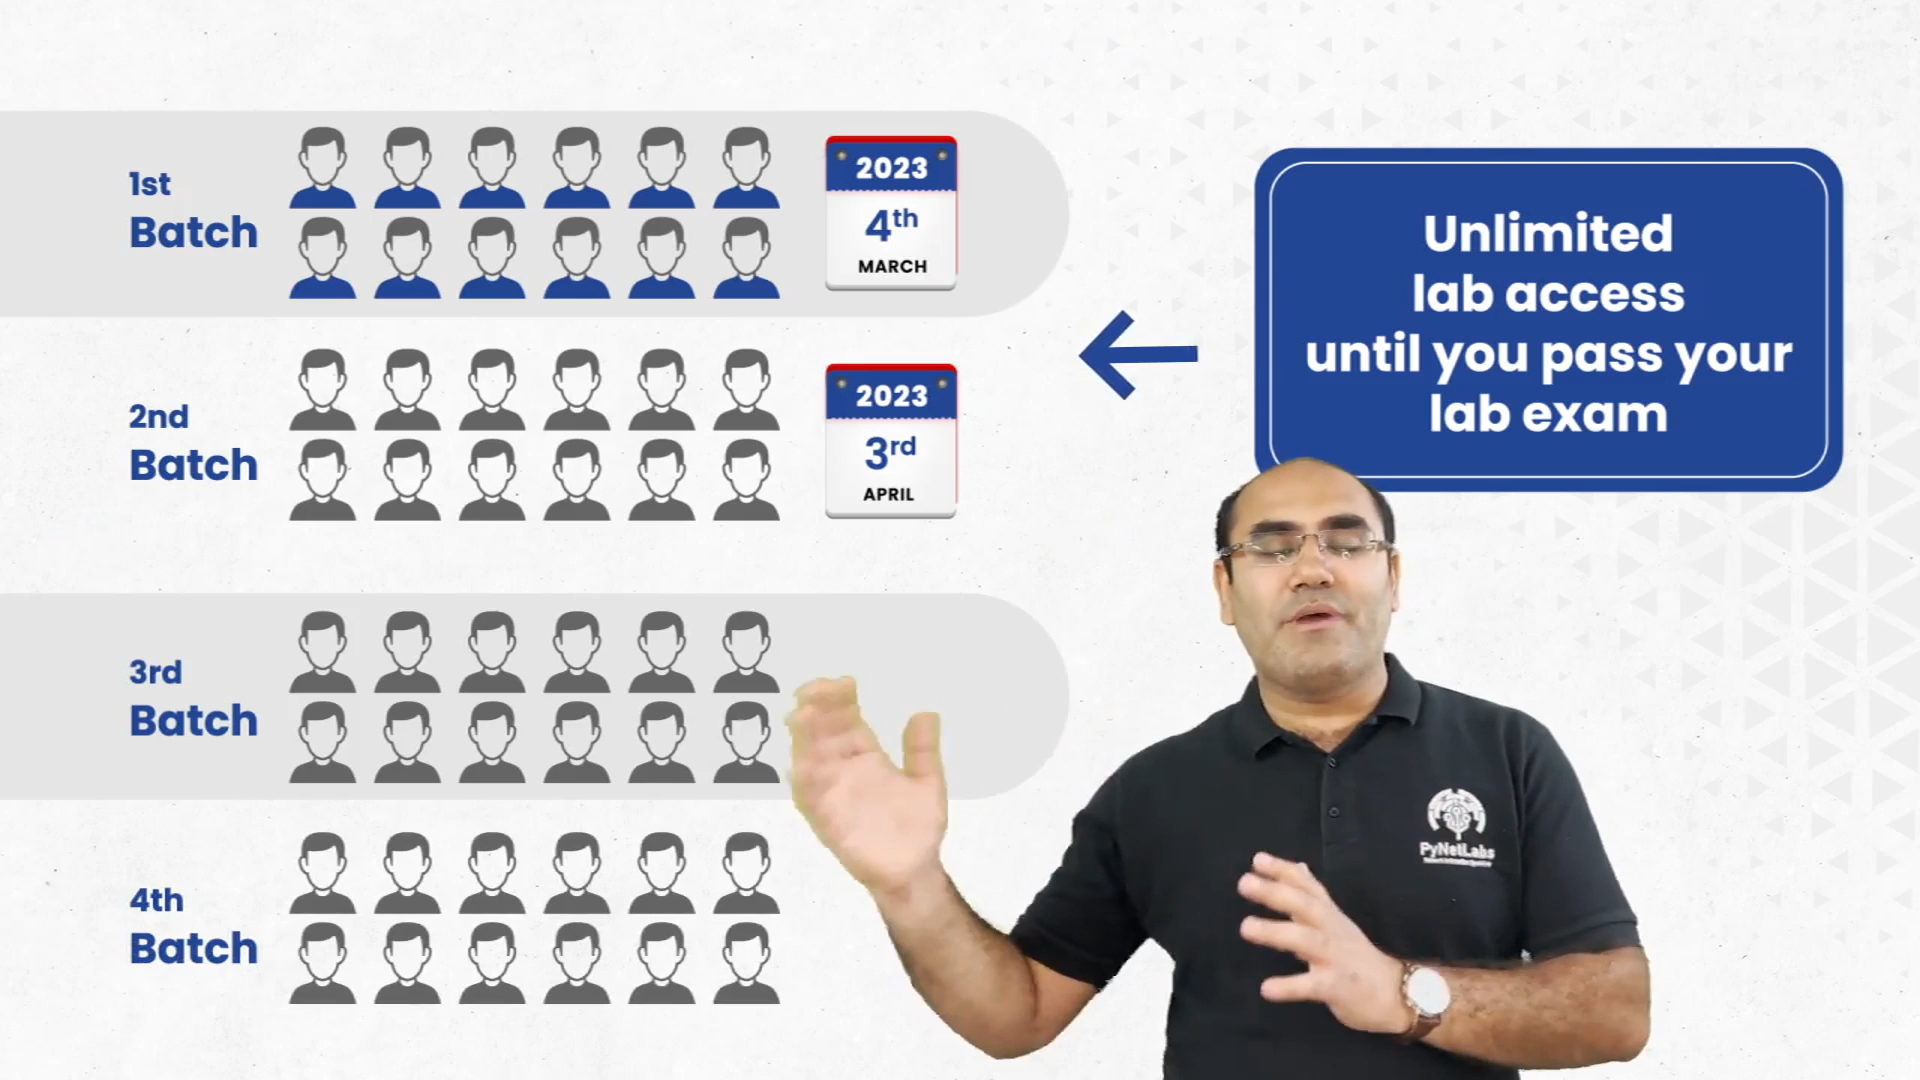 1st
Batch
2023
4th
MARCH
2nd
Batch
2023
3rd
APRIL
Unlimited
lab access
until you pass your
lab exam
3rd
Batch
4th
Batch
PyNetLabs